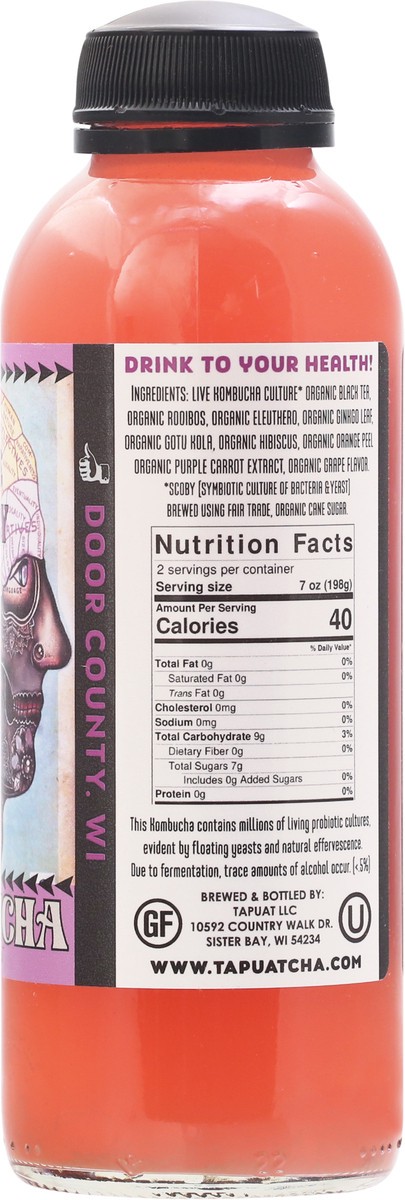 DRINK TO YOUR HEALTH!
INGREDIENTS: LIVE KOMBUCHA CULTURE* ORGANIC BLACK TEA,
ORGANIC ROOIBOS, ORGANIC ELEUTHERO, ORGANIC GINKGO LEAF,
ORGANIC GOTU KOLA, ORGANIC HIBISCUS, ORGANIC ORANGE PEEL
ORGANIC PURPLE CARROT EXTRACT, ORGANIC GRAPE FLAVOR.
*SCOBY (SYMBIOTIC CULTURE OF BACTERIA & YEAST)
BREWED USING FAIR TRADE, ORGANIC CANE SUGAR.
Nutrition Facts
2 servings per container
Serving size 7 oz (198g)
Amount Per Serving
Calories 40
% Daily Value*
Total Fat 0g 0%
Saturated Fat 0g 0%
Trans Fat 0g
Cholesterol 0mg 0%
Sodium 0mg 0%
Total Carbohydrate 9g 3%
Dietary Fiber 0g 0%
Total Sugars 7g
Includes 0g Added Sugars 0%
Protein 0g 0%
This Kombucha contains millions of living probiotic cultures,
evident by floating yeasts and natural effervescence.
Due to fermentation, trace amounts of alcohol occur. (<.5%)
GF
BREWED & BOTTLED BY:
TAPUAT LLC
10592 COUNTRY WALK DR.
SISTER BAY, WI 54234
U
WWW.TAPUATCHA.COM
DOOR COUNTY, WI
CHA